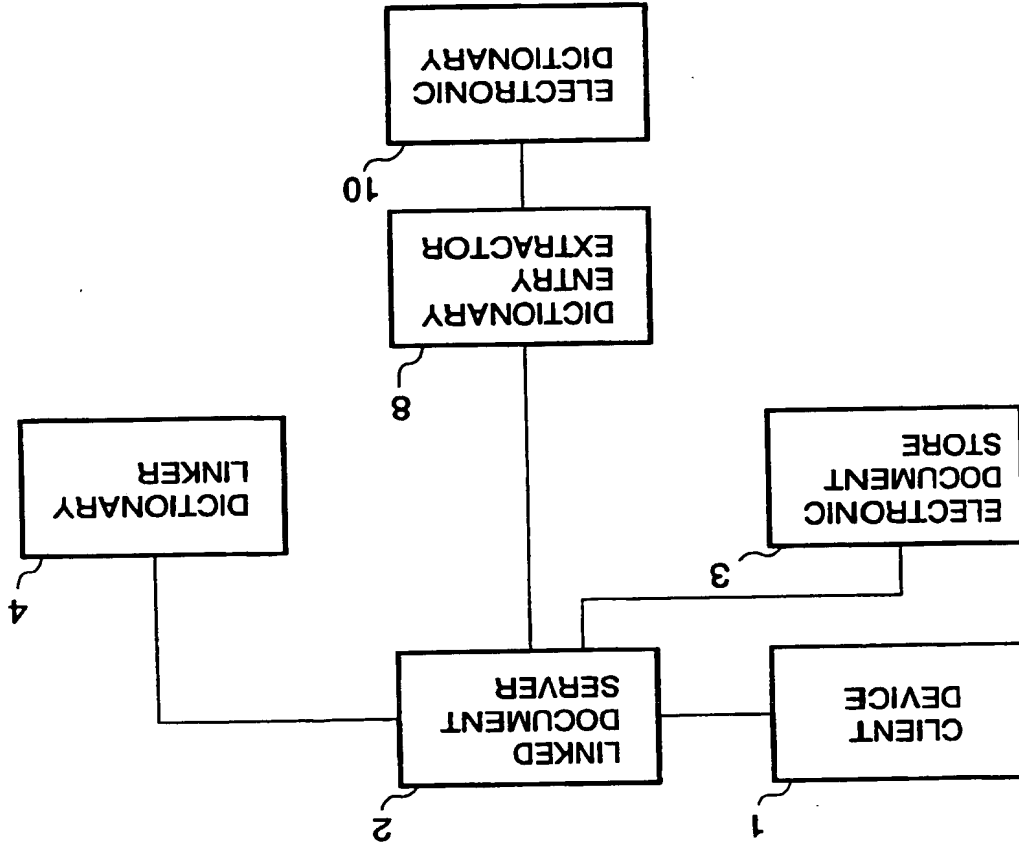 1
CLIENT
DEVICE
2
LINKED
DOCUMENT
SERVER
3
ELECTRONIC
DOCUMENT
STORE
4
DICTIONARY
LINKER
8
DICTIONARY
ENTRY
EXTRACTOR
10
ELECTRONIC
DICTIONARY